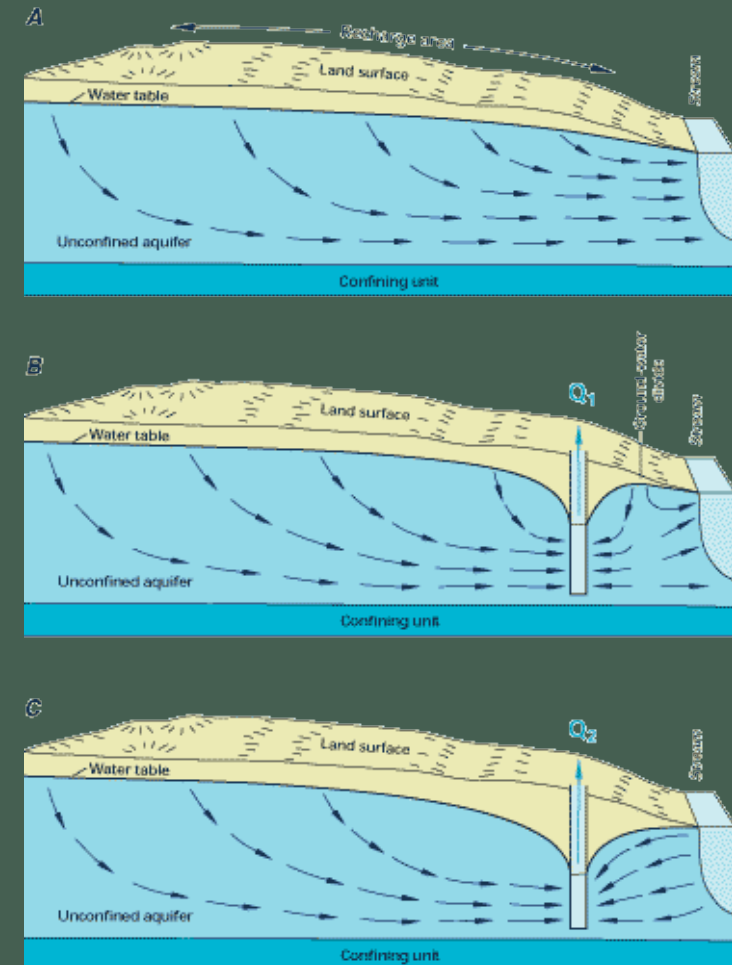 A
Recharge area
Land surface
Stream
Water table
Unconfined aquifer
Confining unit
B
Q1
Ground-water
divide
Stream
Land surface
Water table
Unconfined aquifer
Confining unit
C
Q2
Stream
Land surface
Water table
Unconfined aquifer
Confining unit